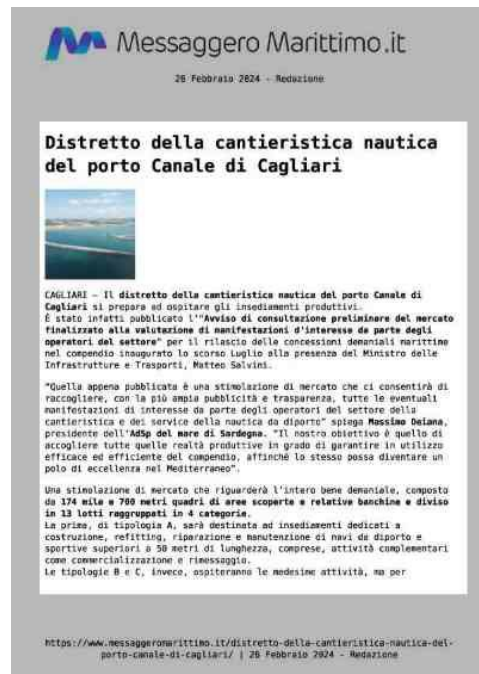 Messaggero Marittimo.it
26 Febbraio 2024 - Redazione
Distretto della cantieristica nautica
del porto Canale di Cagliari
CAGLIARI – Il distretto della cantieristica nautica del porto Canale di
Cagliari si prepara ad ospitare gli insediamenti produttivi.
È stato infatti pubblicato l'"Avviso di consultazione preliminare del mercato
finalizzato alla valutazione di manifestazioni d'interesse da parte degli
operatori del settore" per il rilascio delle concessioni demaniali marittime
nel compendio inaugurato lo scorso Luglio alla presenza del Ministro delle
Infrastrutture e Trasporti, Matteo Salvini.
"Quella appena pubblicata è una stimolazione di mercato che ci consentirà di
raccogliere, con la più ampia pubblicità e trasparenza, tutte le eventuali
manifestazioni di interesse da parte degli operatori del settore della
cantieristica e dei service della nautica da diporto" spiega Massimo Deiana,
presidente dell'AdSp del mare di Sardegna. "Il nostro obiettivo è quello di
accogliere tutte quelle realtà produttive in grado di garantire in utilizzo
efficace ed efficiente del compendio, affinché lo stesso possa diventare un
polo di eccellenza nel Mediterraneo".
Una stimolazione di mercato che riguarderà l'intero bene demaniale, composto
da 174 mila e 700 metri quadri di aree scoperte e relative banchine e diviso
in 13 lotti raggruppati in 4 categorie.
La prima, di tipologia A, sarà destinata ad insediamenti dedicati a
costruzione, refitting, riparazione e manutenzione di navi da diporto e
sportive superiori a 50 metri di lunghezza, comprese, attività complementari
come commercializzazione e rimessaggio.
Le tipologie B e C, invece, ospiteranno le medesime attività, ma per
https://www.messaggeromarittimo.it/distretto-della-cantieristica-nautica-del-
porto-canale-di-cagliari/ | 26 Febbraio 2024 - Redazione